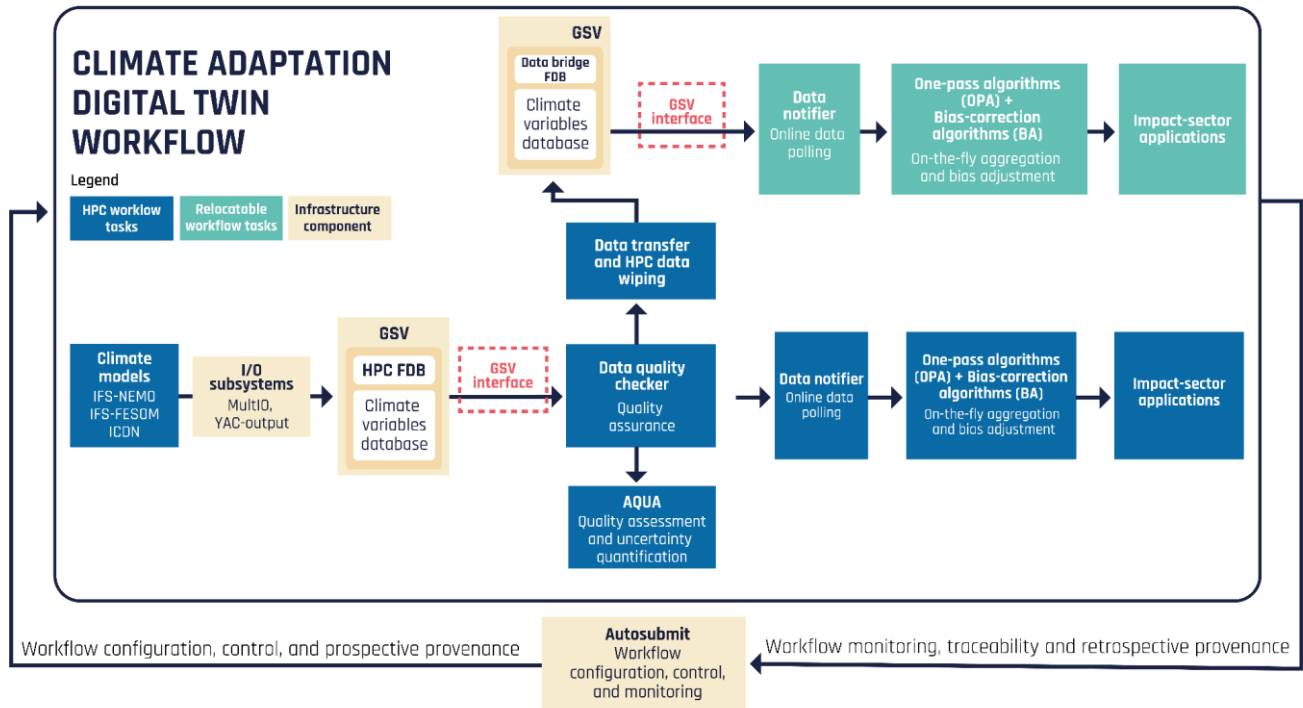 CLIMATE ADAPTATION
DIGITAL TWIN
WORKFLOW
Legend
HPC worklow
tasks
Relocatable
workflow tasks
Infrastructure
component
GSV
Data bridge
FDB
Climate
variables
database
GSV
interface
Data
notifier
Online data
polling
One-pass algorithms
(OPA) +
Bias-correction
algorithms (BA)
On-the-fly aggregation
and bias adjustment
Impact-sector
applications
Data transfer
and HPC data
wiping
Climate
models
IFS-NEMO
IFS-FESOM
ICON
I/O
subsystems
MultIO,
YAC-output
GSV
HPC FDB
Climate
variables
database
GSV
interface
Data quality
checker
Quality
assurance
Data notifier
Online data
polling
One-pass algorithms
(OPA) + Bias-correction
algorithms (BA)
On-the-fly aggregation
and bias adjustment
Impact-sector
applications
AQUA
Quality assessment
and uncertainty
quantification
Workflow configuration, control, and prospective provenance
Autosubmit
Workflow
configuration, control,
and monitoring
Workflow monitoring, traceability and retrospective provenance